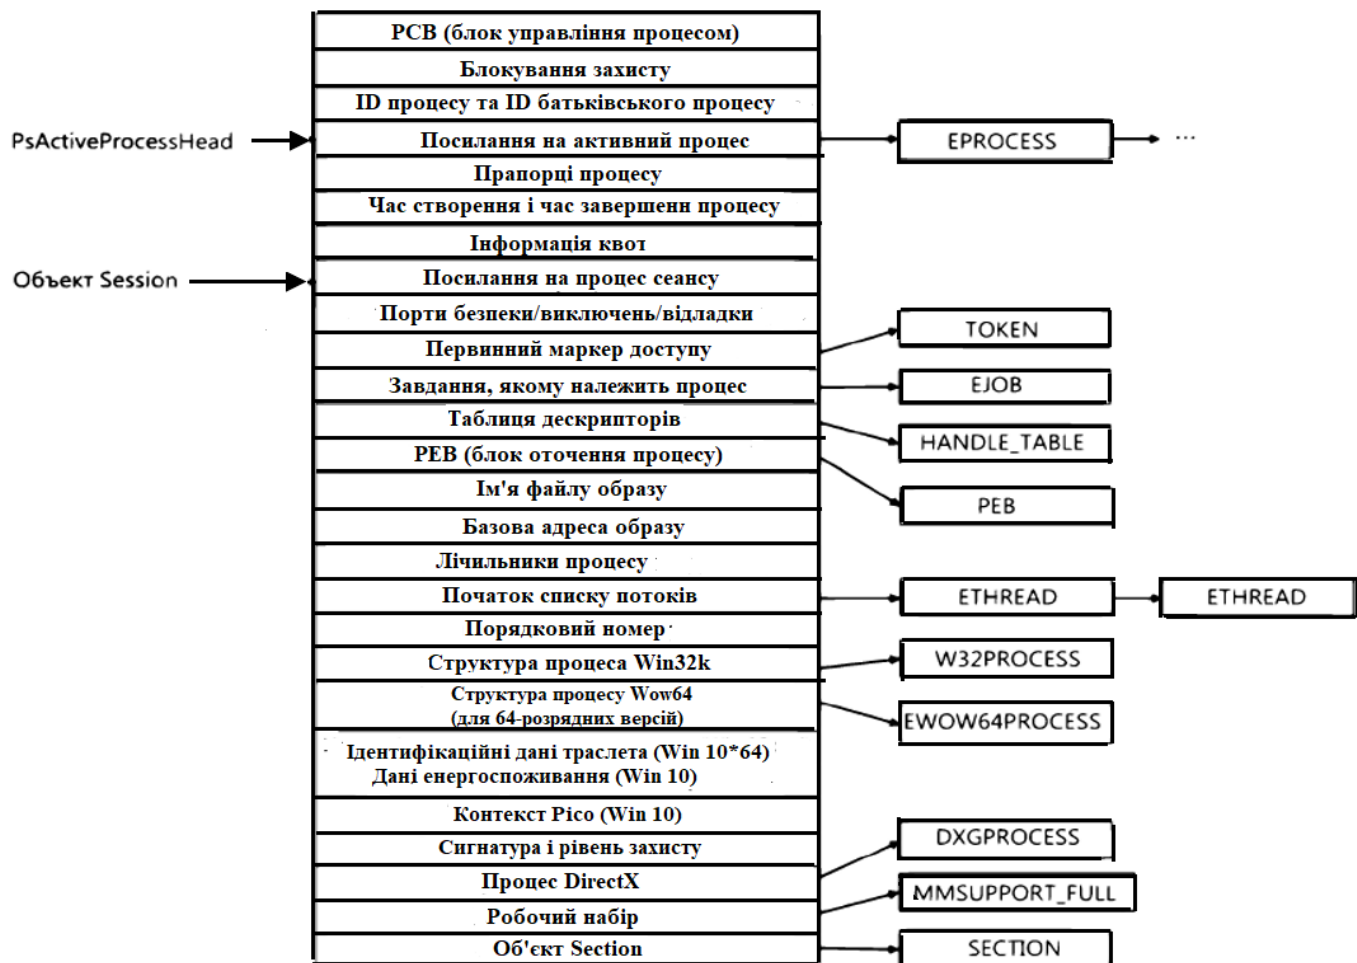 PCB (блок управління процесом)
Блокування захисту
ID процесу та ID батьківського процесу
PsActiveProcessHead
Посилання на активний процес
EPROCESS
...
Прапорці процесу
Час створення і час завершенн процесу
Інформація квот
Объект Session
Посилання на процес сеансу
Порти безпеки/виключень/відладки
TOKEN
Первинний маркер доступу
Завдання, якому належить процес
EJOB
Таблиця дескрипторів
HANDLE_TABLE
PEB (блок оточення процесу)
Ім'я файлу образу
PEB
Базова адреса образу
Лічильники процесу
Початок списку потоків
ETHREAD
ETHREAD
Порядковий номер
Структура процеса Win32k
W32PROCESS
Структура процесу Wow64
(для 64-розрядних версій)
EWOW64PROCESS
Ідентифікаційні дані траслета (Win 10*64)
Дані енергоспоживання (Win 10)
Контекст Pico (Win 10)
DXGPROCESS
Сигнатура і рівень захисту
Процес DirectX
MMSUPPORT_FULL
Робочий набір
Об'єкт Section
SECTION